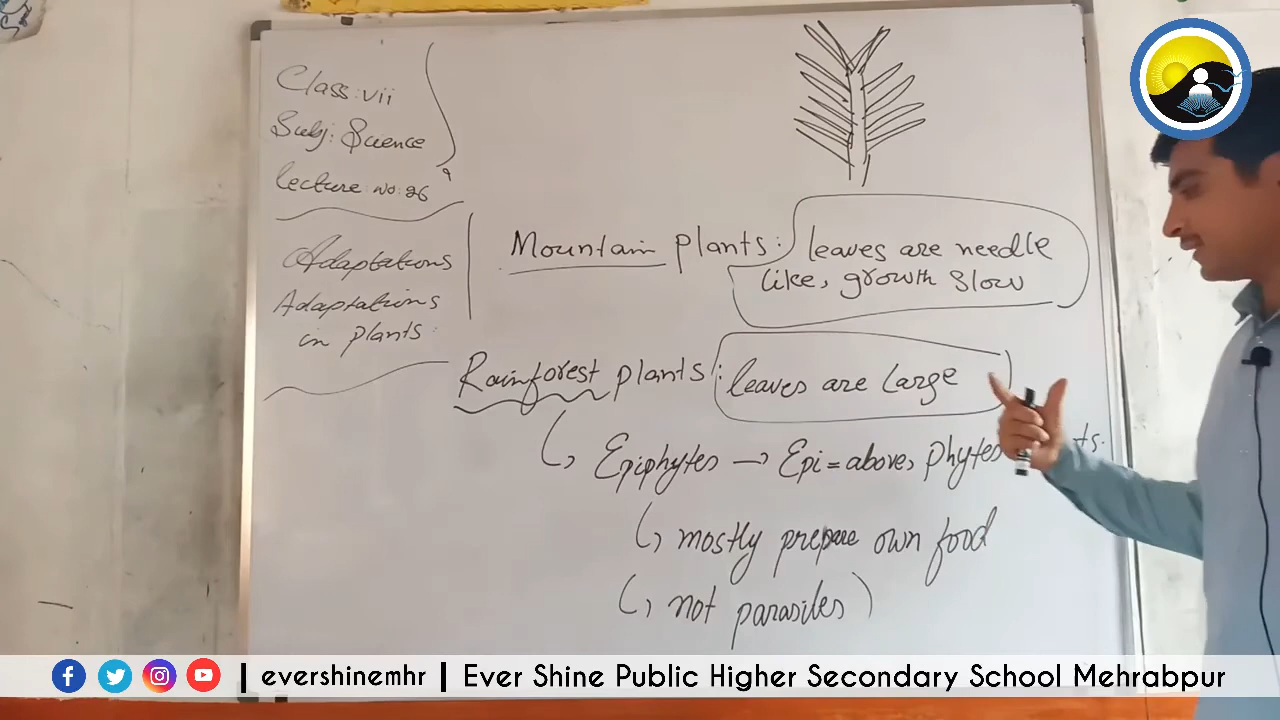 Class: vii
Subj: Science
Lecture: no: 26
Adaptations
Adaptations
in plants:
Mountain plants: leaves are needle
like, growth slow
Rainforest plants: leaves are large
Epiphytes → Epi = above, phytes
mostly prepare own food
not parasites
| evershinemhr | Ever Shine Public Higher Secondary School Mehrabpur